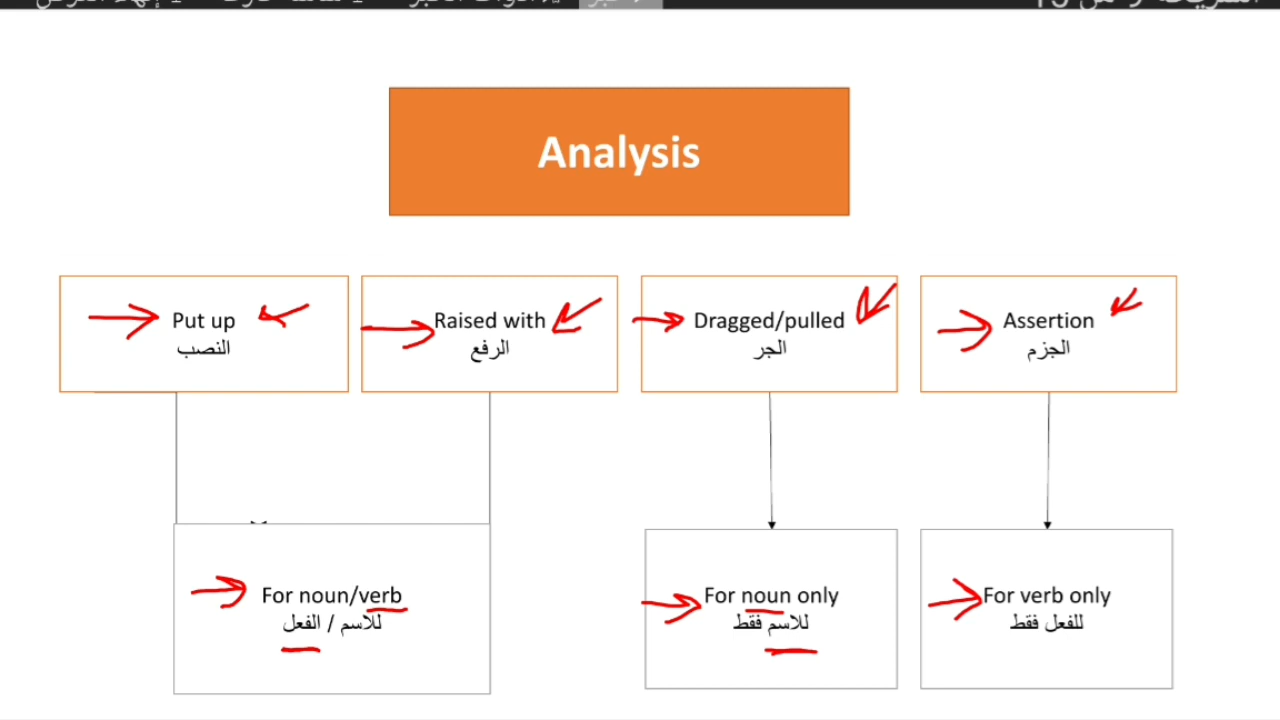 Analysis
Put up
النصب
Raised with
الرفع
Dragged/pulled
الجر
Assertion
الجزم
For noun/verb
للاسم / الفعل
For noun only
للاسم فقط
For verb only
للفعل فقط